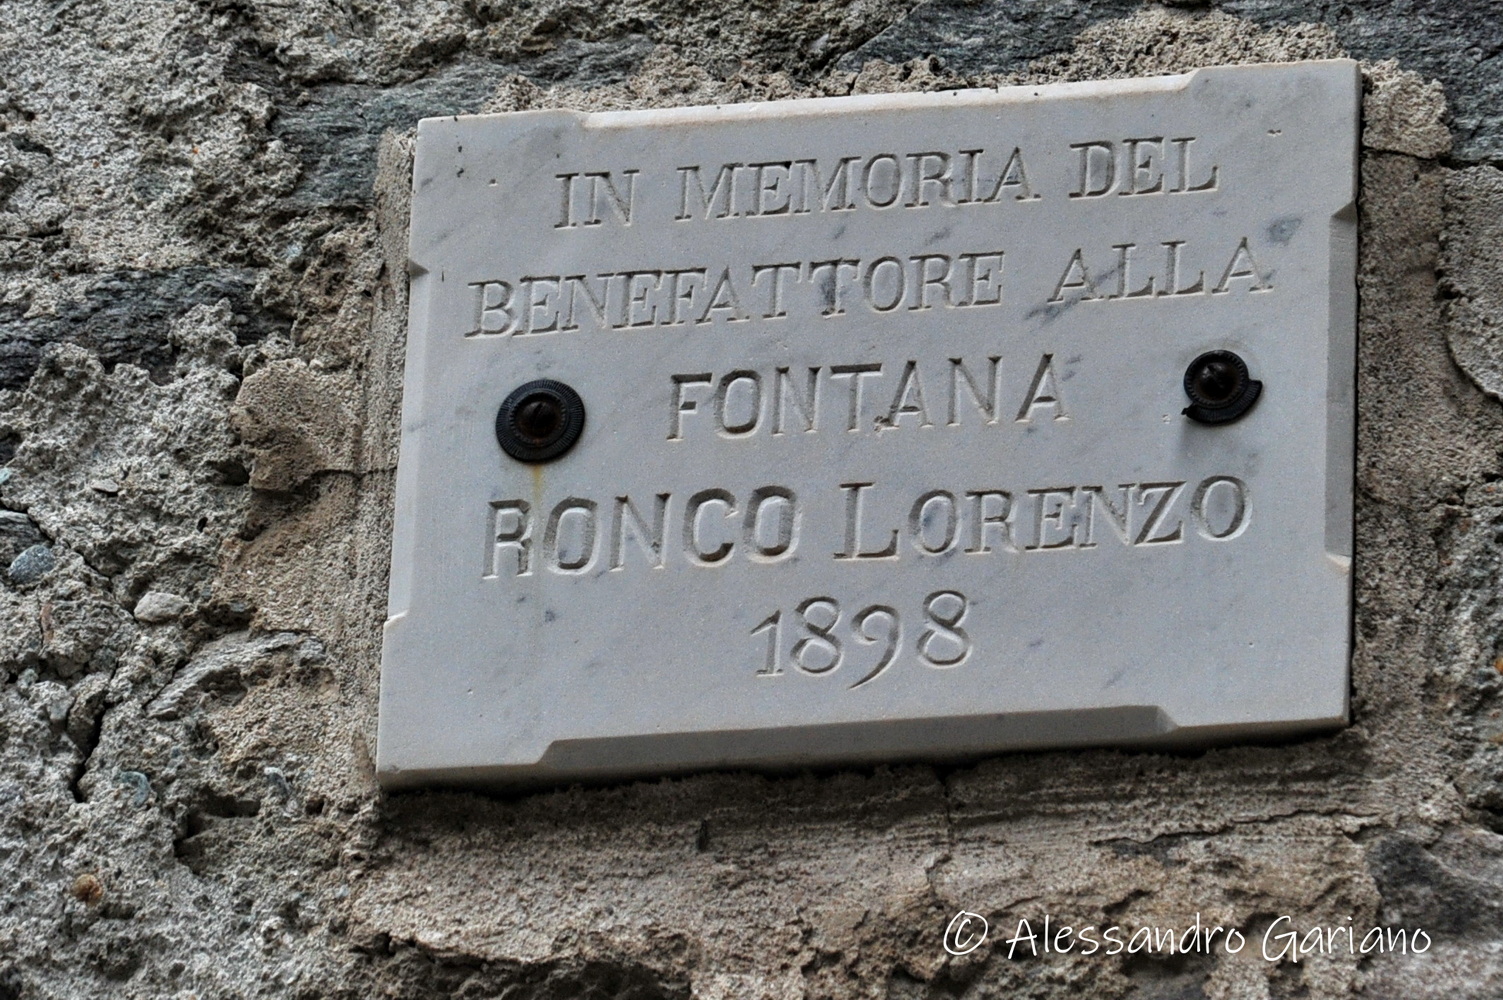 IN MEMORIA DEL
BENEFATTORE ALLA
FONTANA
RONCO LORENZO
1898
© Alessandro Gariano